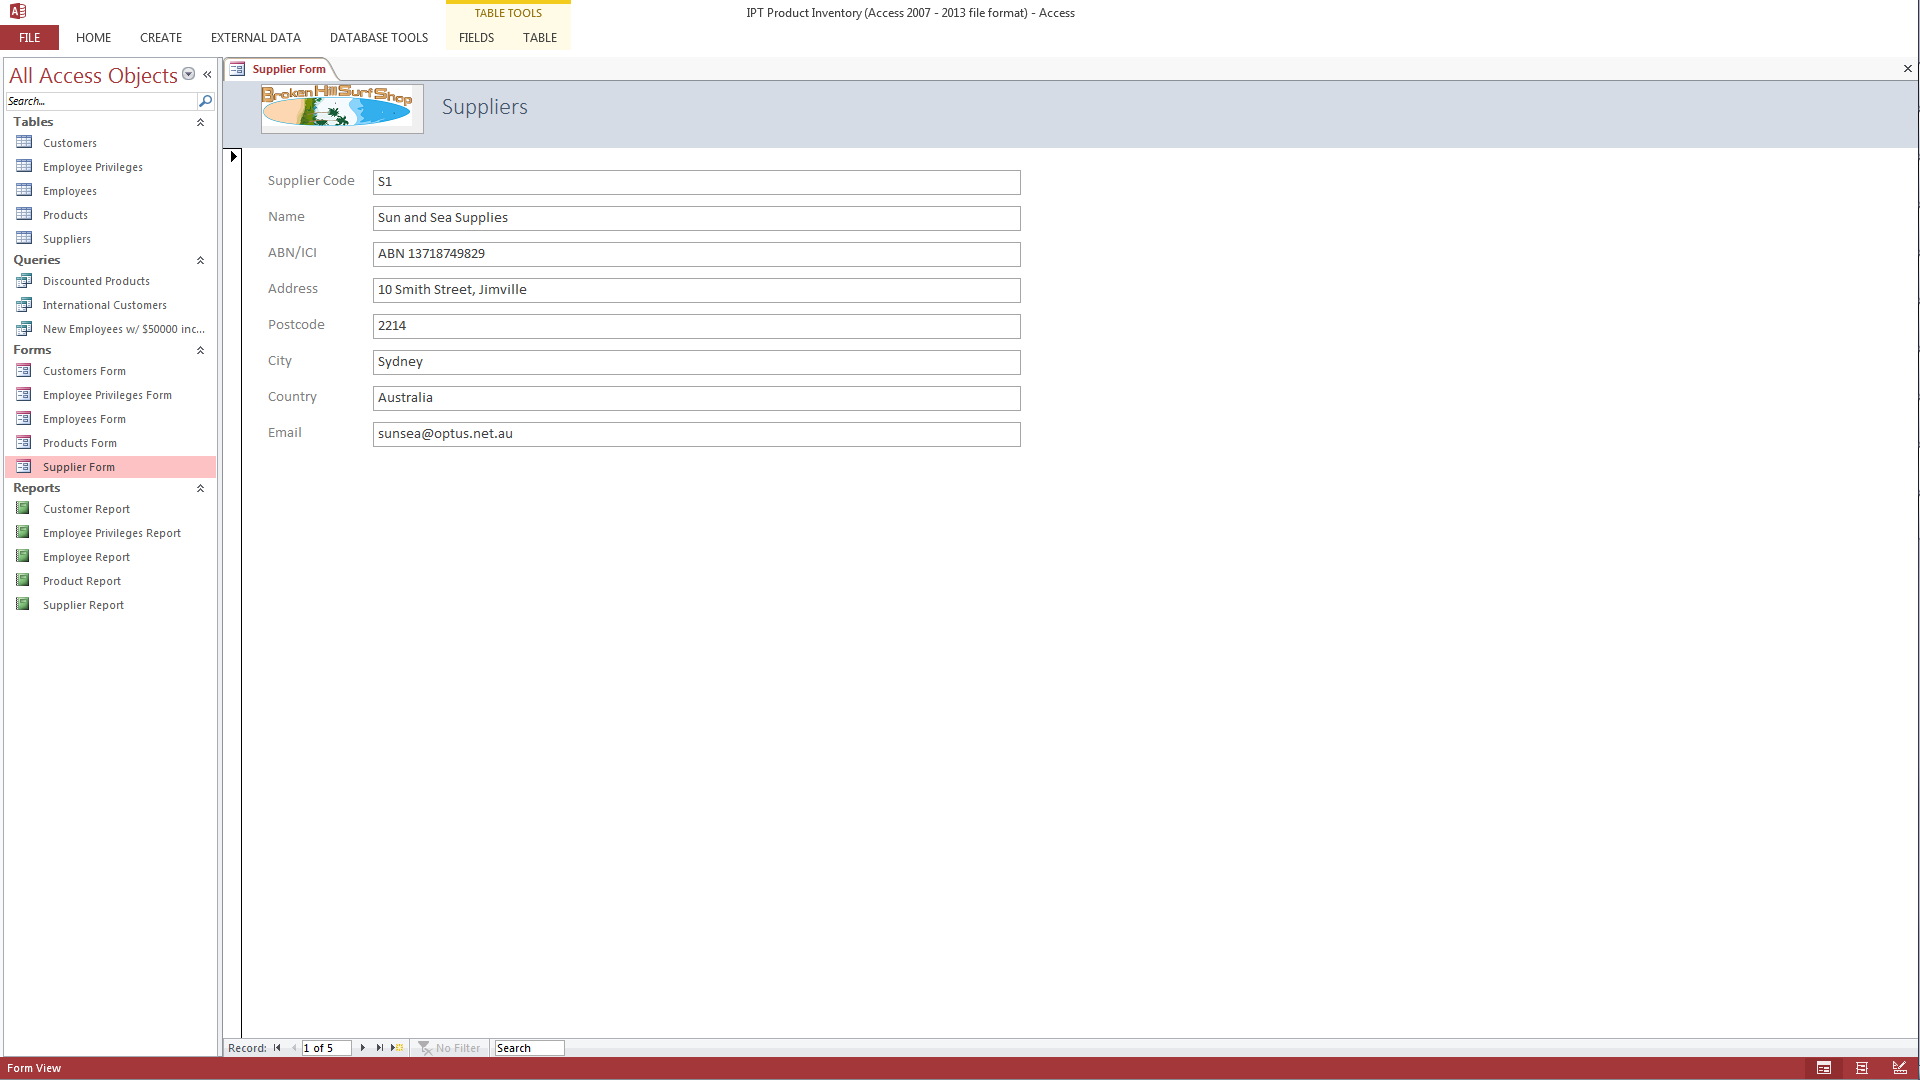 IPT Product Inventory (Access 2007 - 2013 file format) - Access
TABLE TOOLS
FILE HOME CREATE EXTERNAL DATA DATABASE TOOLS FIELDS TABLE
All Access Objects
Search...
Tables
Customers
Employee Privileges
Employees
Products
Suppliers
Queries
Discounted Products
International Customers
New Employees w/ $50000 inc...
Forms
Customers Form
Employee Privileges Form
Employees Form
Products Form
Supplier Form
Reports
Customer Report
Employee Privileges Report
Employee Report
Product Report
Supplier Report
Supplier Form
Broken Hill Surf Shop
Suppliers
Supplier Code S1
Name Sun and Sea Supplies
ABN/ICI ABN 13718749829
Address 10 Smith Street, Jimville
Postcode 2214
City Sydney
Country Australia
Email sunsea@optus.net.au
Record: 1 of 5 No Filter Search
Form View